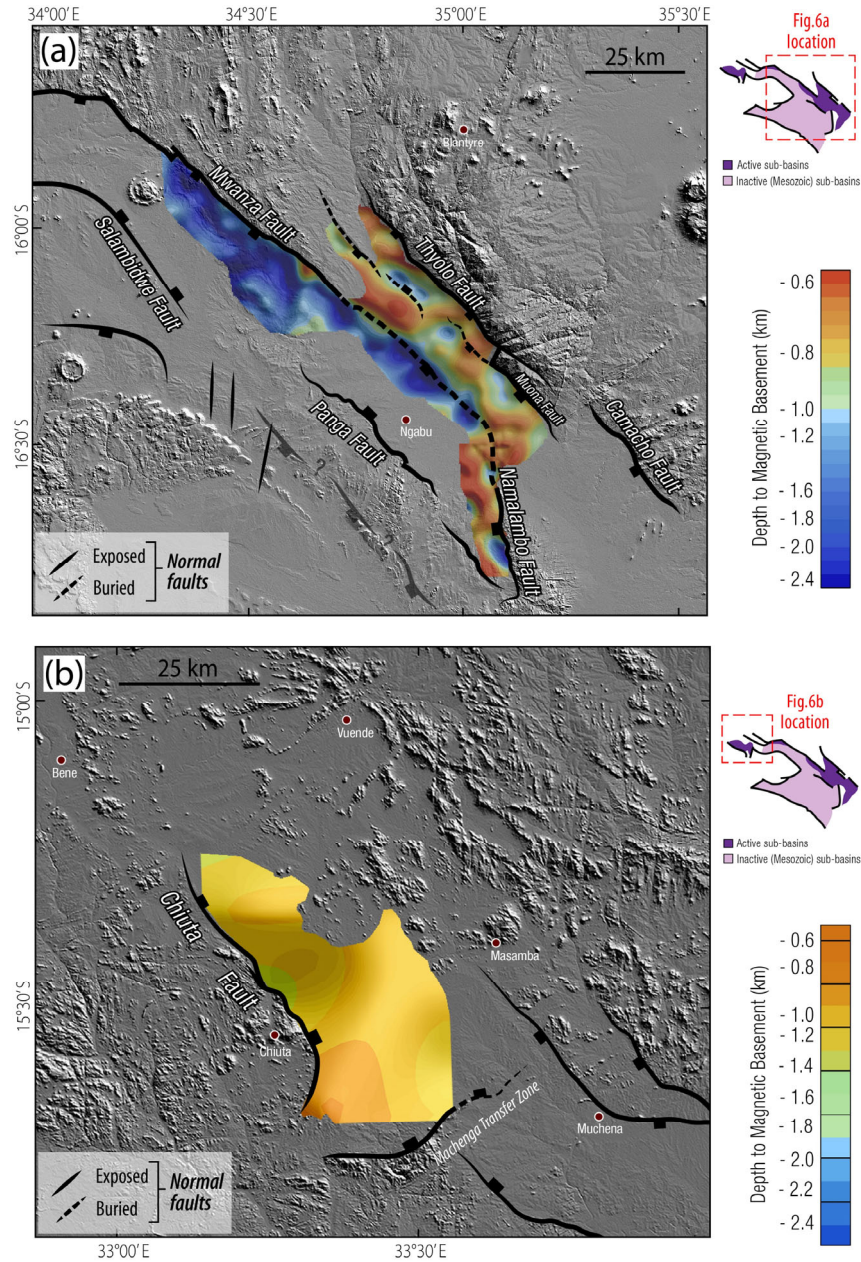 34°00'E
34°30'E
35°00'E
35°30'E
(a)
25 km
Fig.6a
location
Blantyre
Active sub-basins
Inactive (Mesozoic) sub-basins
16°00'S
Mwanza Fault
Thyolo Fault
Salambidwe Fault
- 0.6
- 0.8
- 1.0
- 1.2
- 1.6
- 2.0
- 2.4
Depth to Magnetic Basement (km)
Muona Fault
Camacho Fault
Panga Fault
Ngabu
16°30'S
?
?
Namalambo Fault
Exposed
Buried
Normal
faults
(b)
25 km
15°00'S
Vuende
Bene
Fig.6b
location
Active sub-basins
Inactive (Mesozoic) sub-basins
Chiuta
Fault
Masamba
15°30'S
Chiuta
Machenga Transfer Zone
Muchena
- 0.6
- 0.8
- 1.0
- 1.2
- 1.4
- 1.6
- 1.8
- 2.0
- 2.2
- 2.4
Depth to Magnetic Basement (km)
Exposed
Buried
Normal
faults
33°00'E
33°30'E